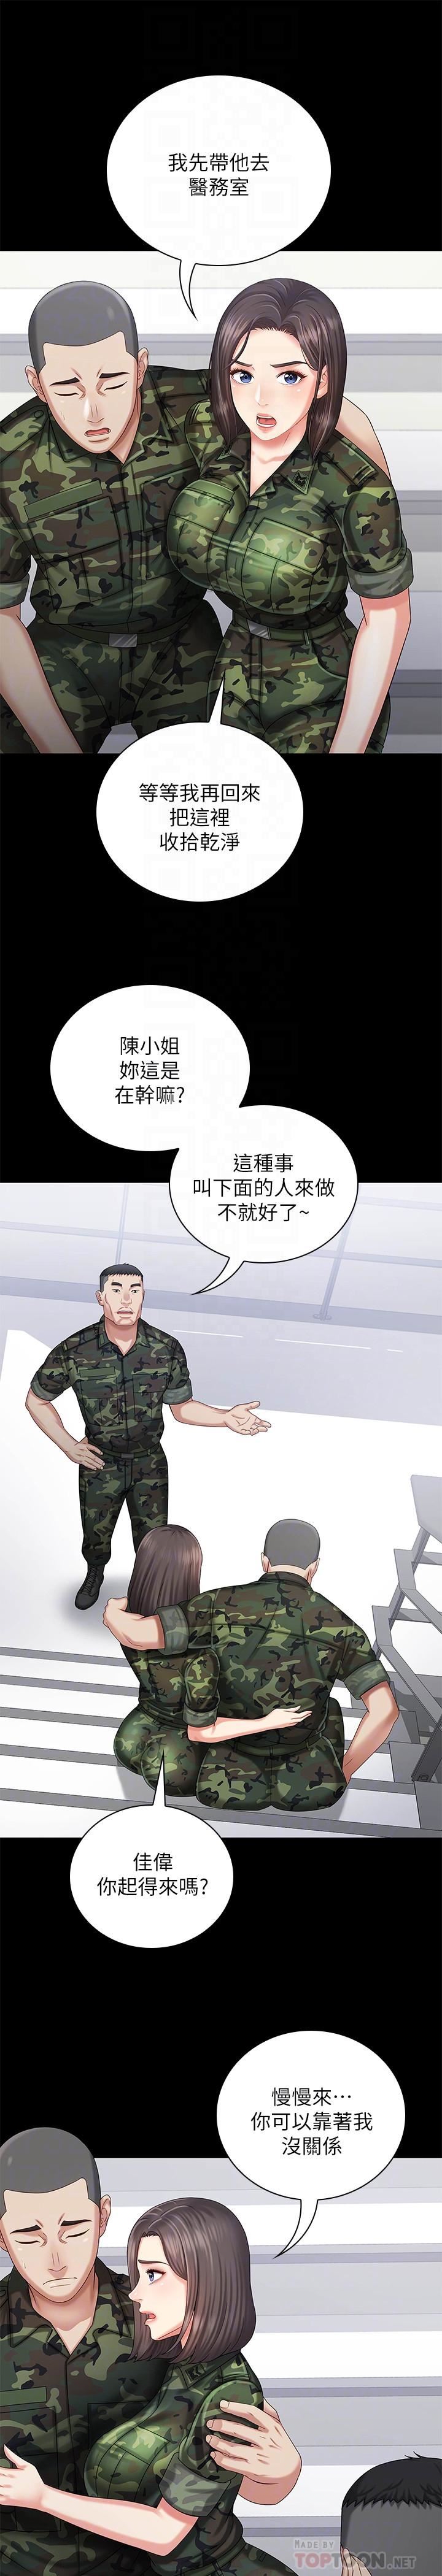 我先帶他去
醫務室
等等我再回來
把這裡
收拾乾淨
陳小姐
妳這是
在幹嘛?
這種事
叫下面的人來做
不就好了~
佳偉
你起得來嗎?
慢慢來…
你可以靠著我
沒關係
MADE BY
TOPTOON.NET